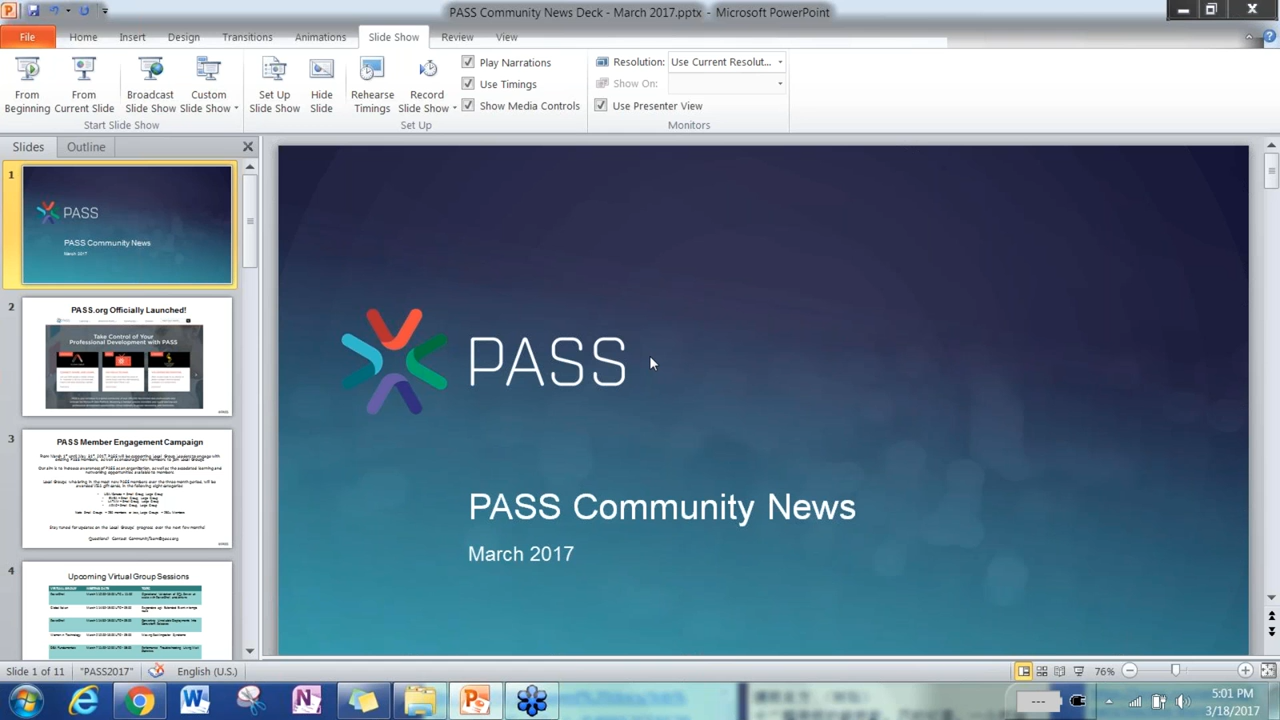 PASS Community News Deck - March 2017.pptx - Microsoft PowerPoint
File Home Insert Design Transitions Animations Slide Show Review View
From Beginning
From Current Slide
Broadcast Slide Show
Custom Slide Show
Start Slide Show
Set Up Slide Show
Hide Slide
Rehearse Timings
Record Slide Show
Play Narrations
Use Timings
Show Media Controls
Set Up
Resolution: Use Current Resolut...
Show On:
Use Presenter View
Monitors
Slides Outline
1
PASS
PASS Community News
March 2017
2
PASS.org Officially Launched!
Take Control of Your
Professional Development with PASS
3
PASS Member Engagement Campaign
4
Upcoming Virtual Group Sessions
PASS
PASS Community News
March 2017
Slide 1 of 11 "PASS2017" English (U.S.) 76%
5:01 PM
3/18/2017